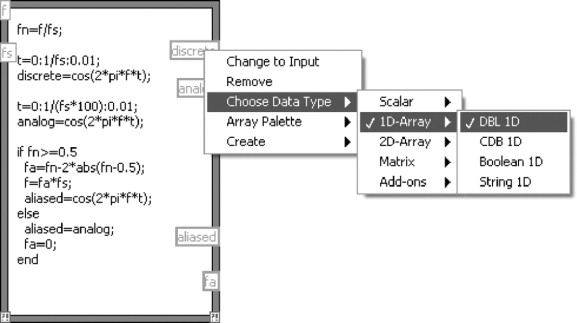 f
fn=f/fs;
fs
t=0:1/fs:0.01;
discrete=cos(2*pi*f*t);
t=0:1/(fs*100):0.01;
analog=cos(2*pi*f*t);
if fn>=0.5
fa=fn-2*abs(fn-0.5);
f=fa*fs;
aliased=cos(2*pi*f*t);
else
aliased=analog;
fa=0;
end
aliased
fa
Change to Input
Remove
Choose Data Type
Array Palette
Create
Scalar
1D-Array
2D-Array
Matrix
Add-ons
DBL 1D
CDB 1D
Boolean 1D
String 1D